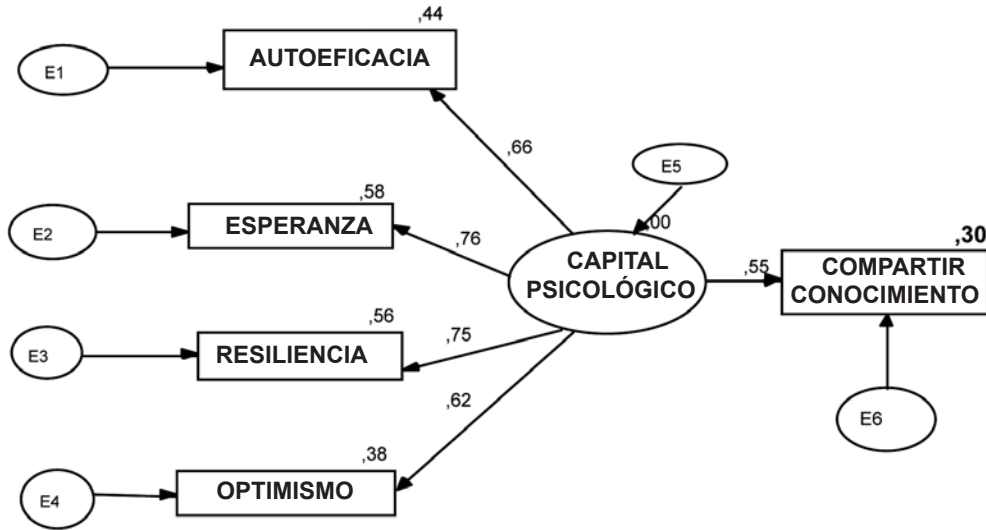 ,44
AUTOEFICACIA
E1
,66
E5
,58
ESPERANZA
E2
,76
,00
CAPITAL
PSICOLÓGICO
,55
,30
COMPARTIR
CONOCIMIENTO
,56
RESILIENCIA
E3
,75
,62
E6
,38
OPTIMISMO
E4